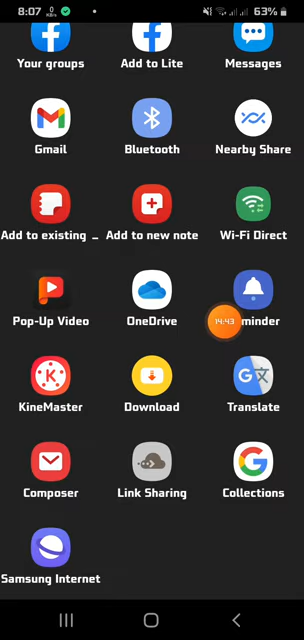 8:07 0 KB/s 63%
Your groups Add to Lite Messages
Gmail Bluetooth Nearby Share
Add to existing _ Add to new note Wi-Fi Direct
Pop-Up Video OneDrive 14:43 minder
KineMaster Download Translate
Composer Link Sharing Collections
Samsung Internet